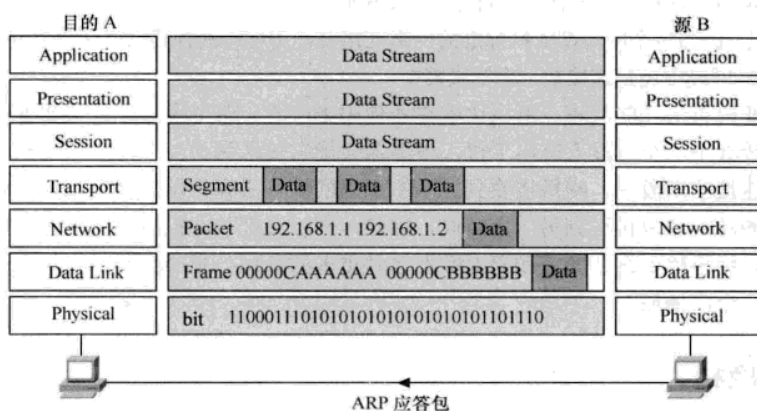 目的 A 源 B
Application Data Stream Application
Presentation Data Stream Presentation
Session Data Stream Session
Transport Segment Data Data Data Transport
Network Packet 192.168.1.1 192.168.1.2 Data Network
Data Link Frame 00000CAAAAAA 00000CBBBBBB Data Data Link
Physical bit 1100011101010101010101010101101110 Physical
ARP 应答包